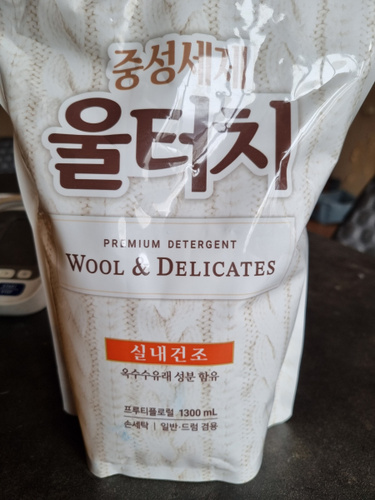 중성세제
울터치
PREMIUM DETERGENT
WOOL & DELICATES
실내건조
옥수수유래 성분 함유
프루티플로럴 1300 mL
손세탁 | 일반·드럼 겸용